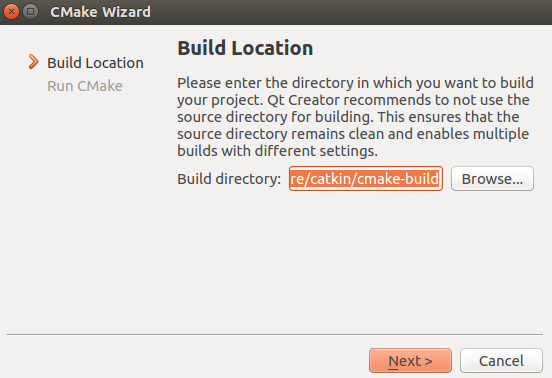 CMake Wizard
Build Location
Run CMake
Build Location
Please enter the directory in which you want to build
your project. Qt Creator recommends to not use the
source directory for building. This ensures that the
source directory remains clean and enables multiple
builds with different settings.
Build directory: re/catkin/cmake-build Browse...
Next > Cancel